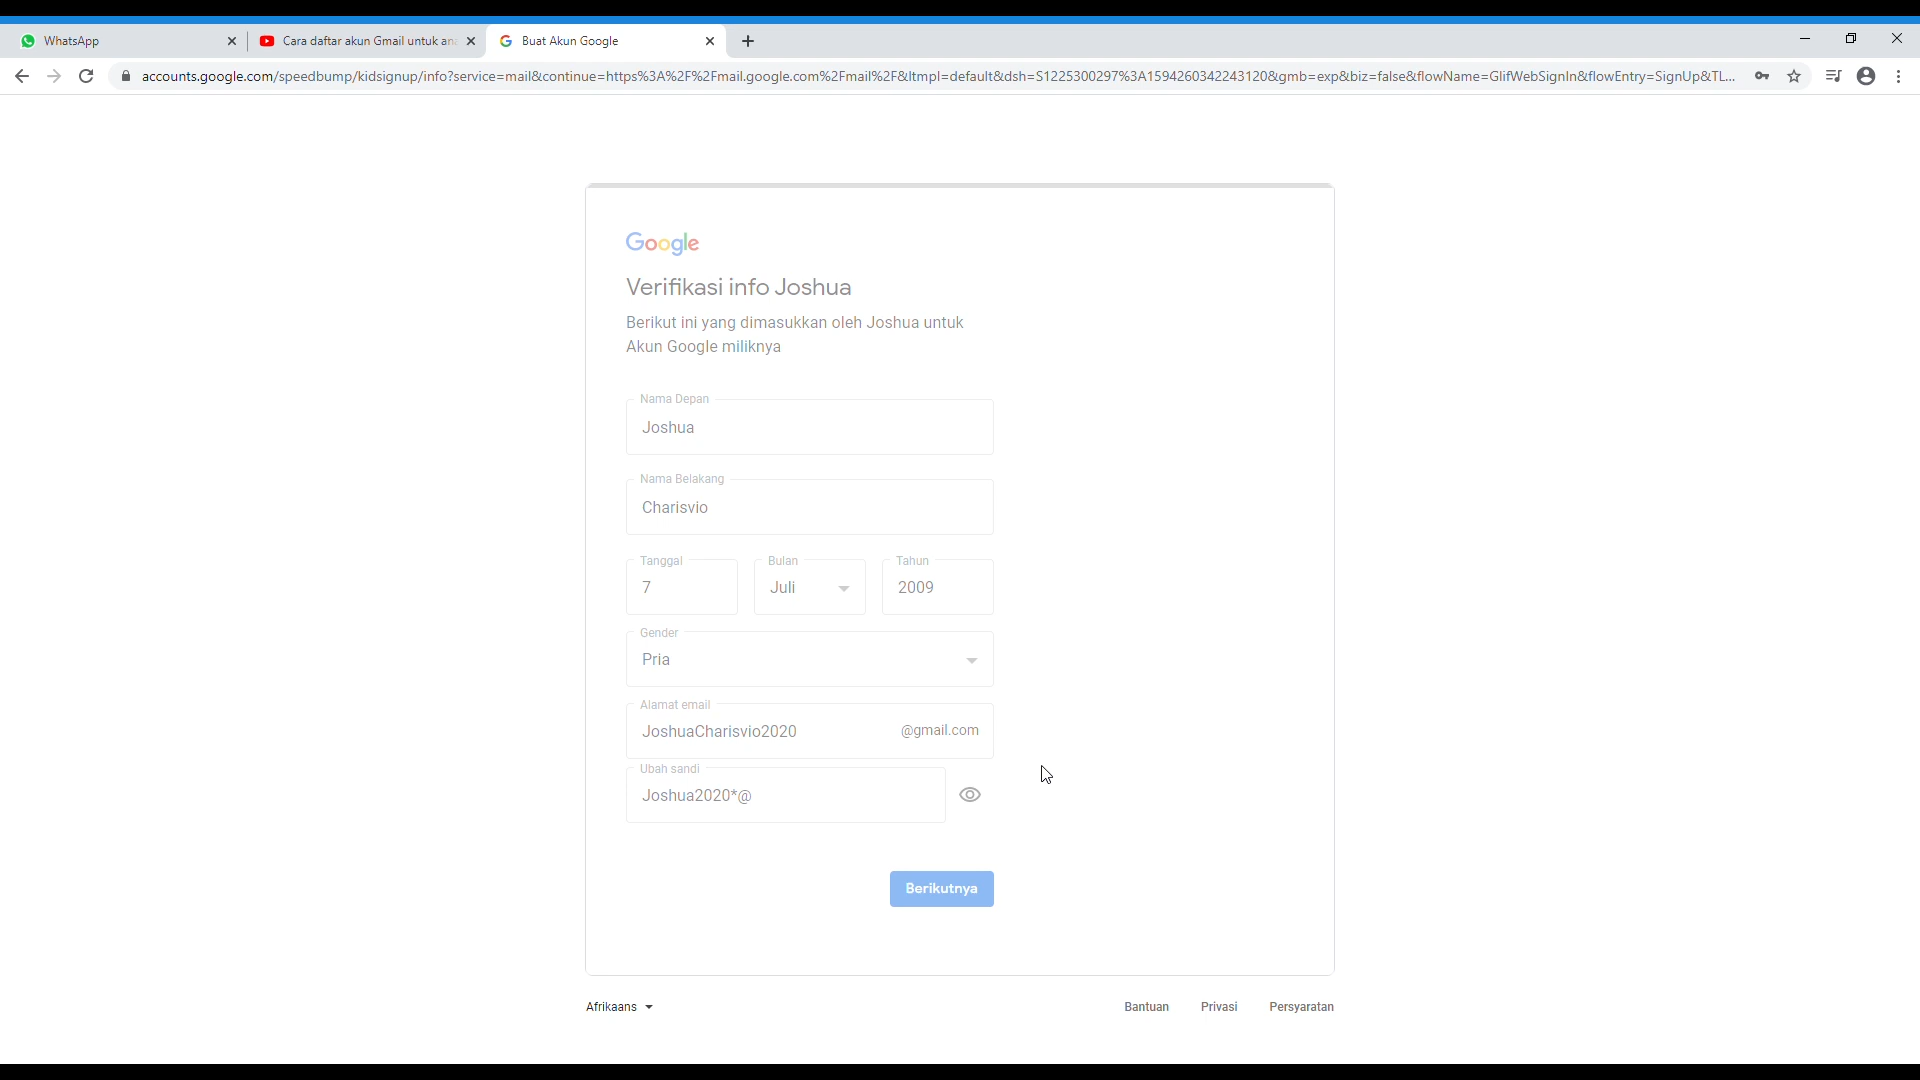 WhatsApp
Cara daftar akun Gmail untuk ana
Buat Akun Google
accounts.google.com/speedbump/kidsignup/info?service=mail&continue=https%3A%2F%2Fmail.google.com%2Fmail%2F&ltmpl=default&dsh=S1225300297%3A1594260342243120&gmb=exp&biz=false&flowName=GlifWebSignIn&flowEntry=SignUp&TL...
Google
Verifikasi info Joshua
Berikut ini yang dimasukkan oleh Joshua untuk
Akun Google miliknya
Nama Depan
Joshua
Nama Belakang
Charisvio
Tanggal Bulan Tahun
7 Juli 2009
Gender
Pria
Alamat email
JoshuaCharisvio2020 @gmail.com
Ubah sandi
Joshua2020*@
Berikutnya
Afrikaans Bantuan Privasi Persyaratan